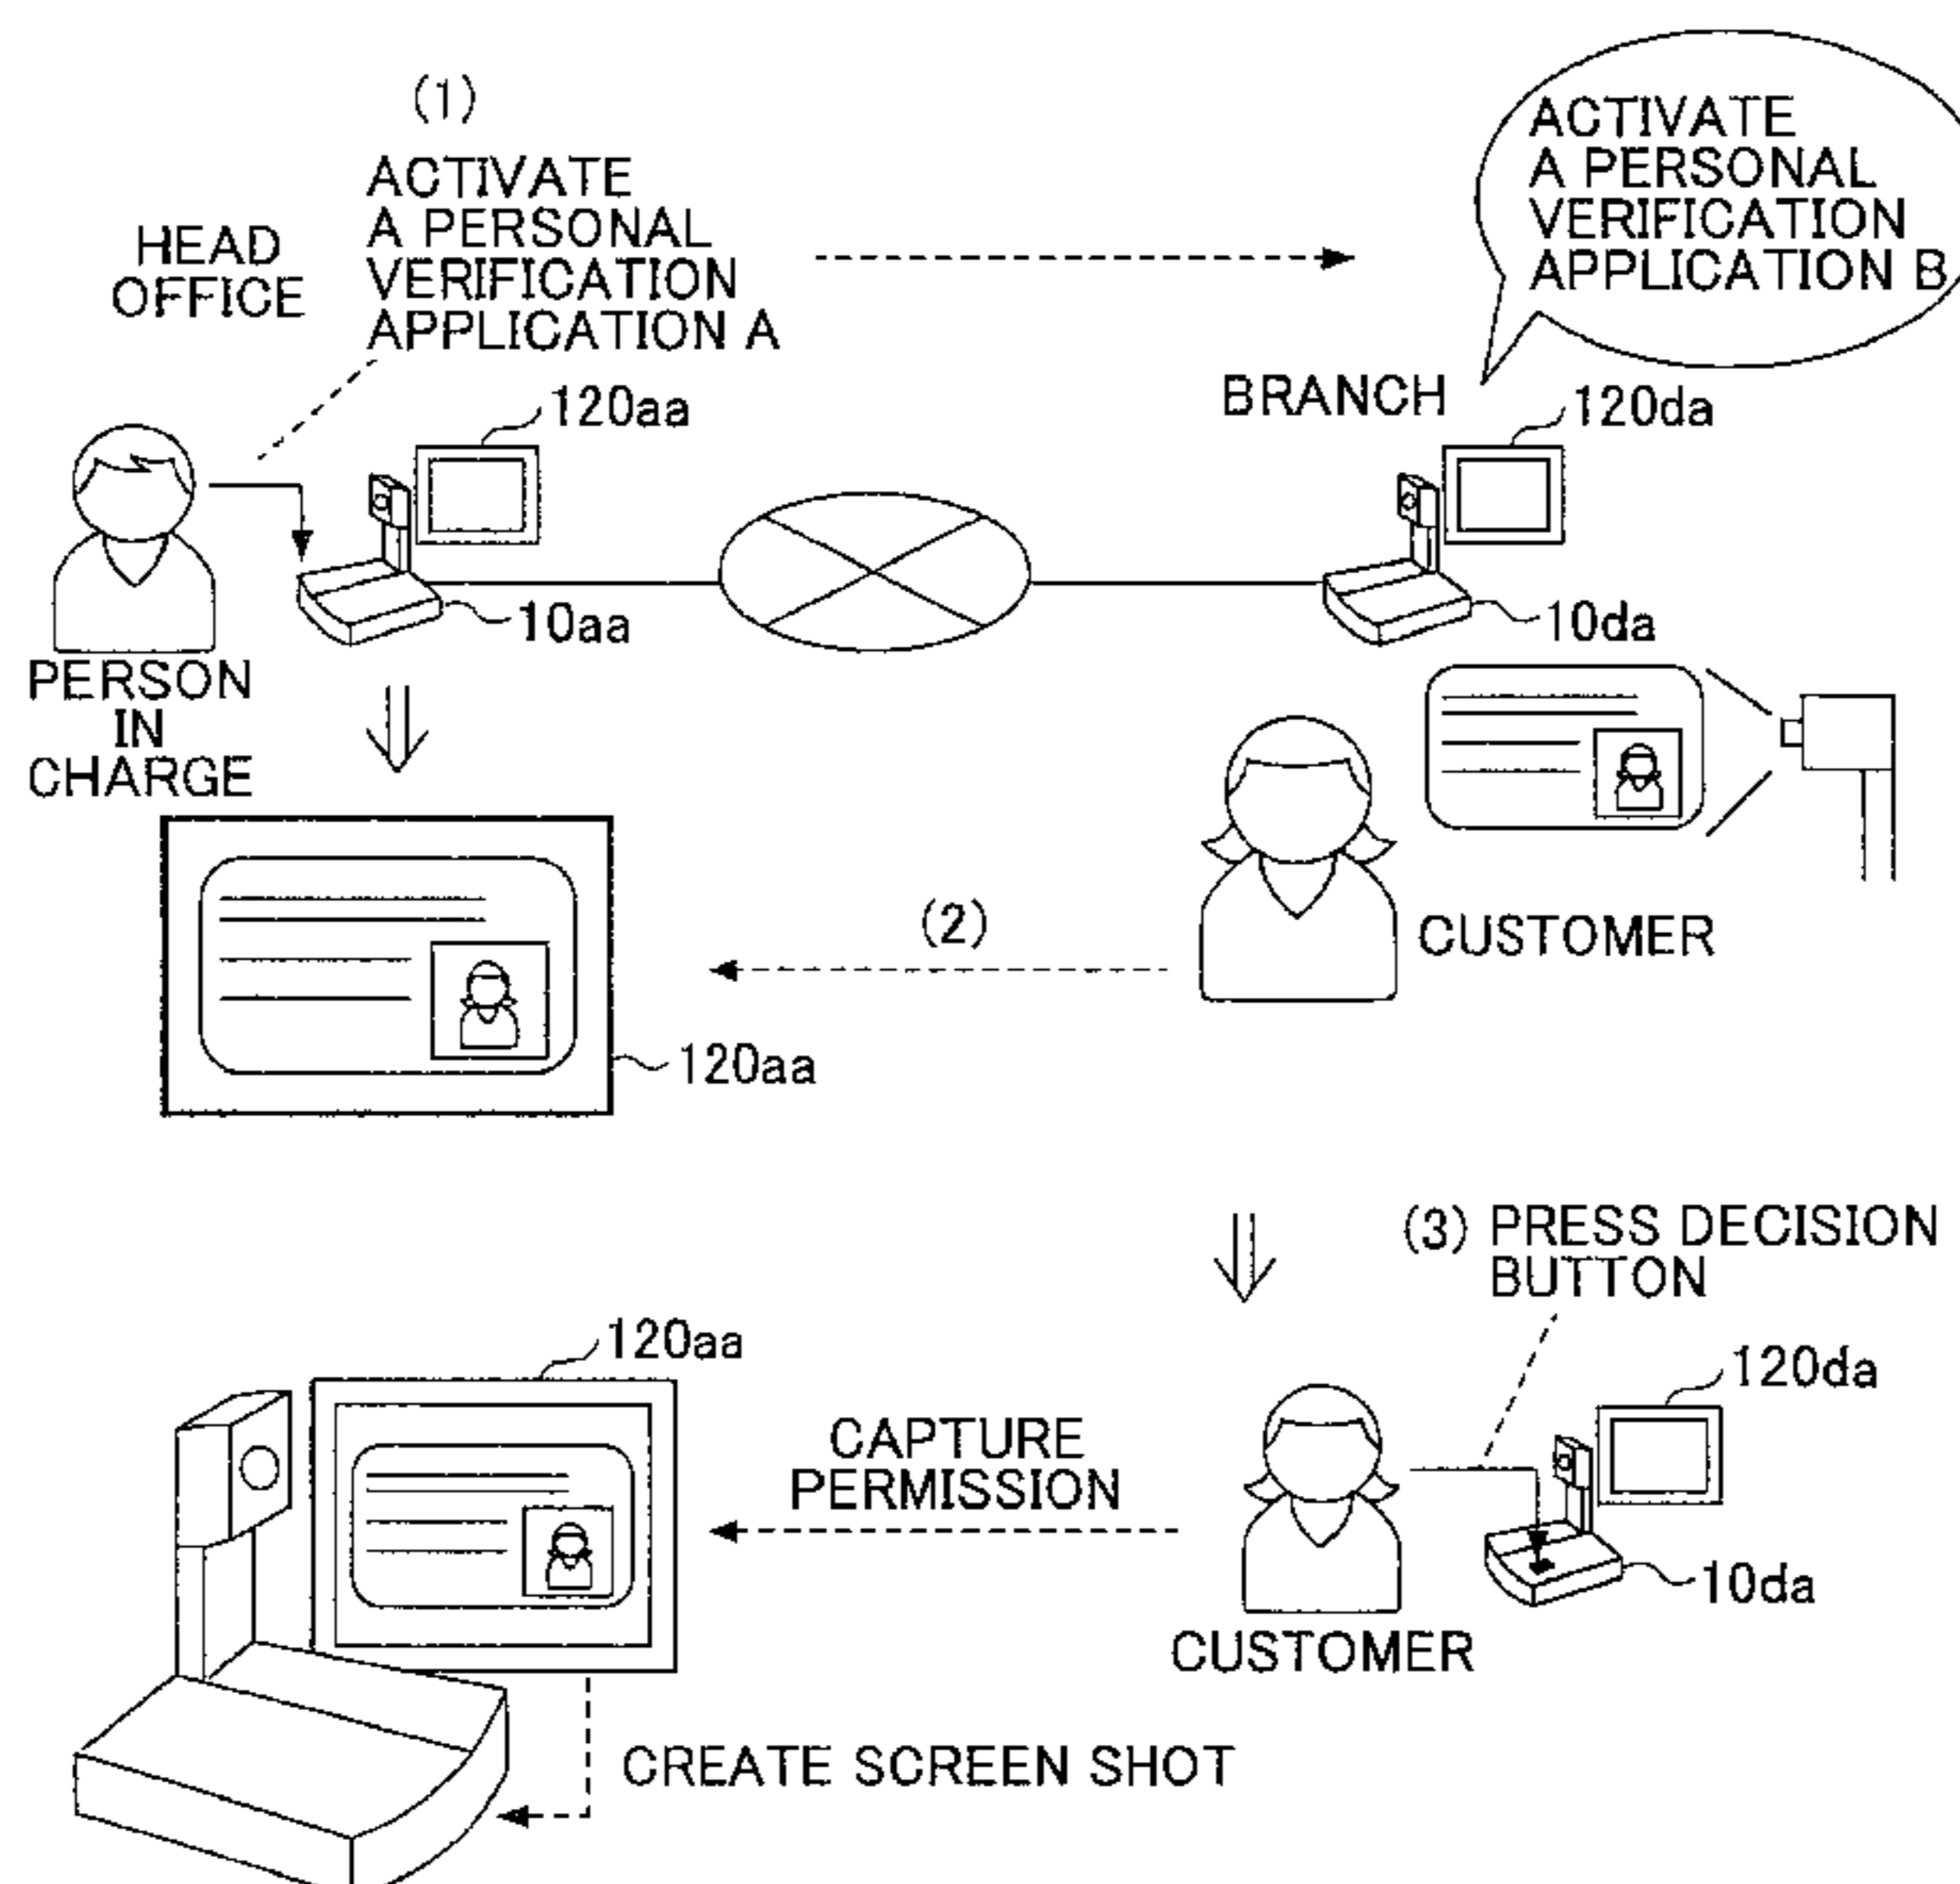 (1)
ACTIVATE
A PERSONAL
VERIFICATION
APPLICATION A
HEAD
OFFICE
ACTIVATE
A PERSONAL
VERIFICATION
APPLICATION B
BRANCH
120aa
120da
10aa
10da
PERSON
IN
CHARGE
(2)
CUSTOMER
120aa
(3) PRESS DECISION
BUTTON
120aa
120da
CAPTURE
PERMISSION
10da
CUSTOMER
CREATE SCREEN SHOT